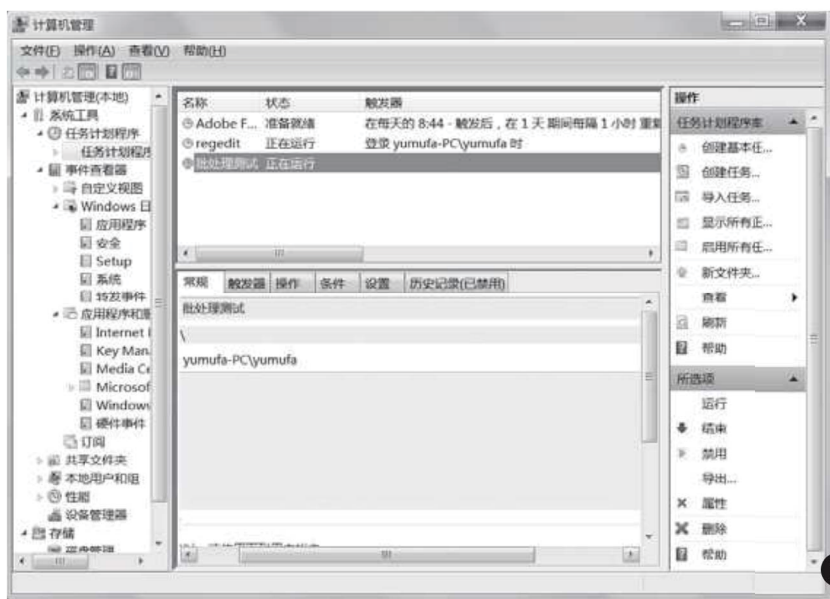 计算机管理
文件(F) 操作(A) 查看(V) 帮助(H)
计算机管理(本地)
系统工具
任务计划程序
任务计划程序
事件查看器
自定义视图
Windows 日
应用程序
安全
Setup
系统
转发事件
应用程序和服
Internet
Key Man
Media Ce
Microsof
Windows
硬件事件
订阅
共享文件夹
本地用户和组
性能
设备管理器
存储
磁盘管理
名称 状态 触发器
Adobe F... 准备就绪 在每天的 8:44 - 触发后，在 1 天 期间每隔 1 小时 重复
regedit 正在运行 登录 yumufa-PC\yumufa 时
批处理测试 正在运行
常规 触发器 操作 条件 设置 历史记录(已禁用)
批处理测试
\
yumufa-PC\yumufa
操作
任务计划程序库
创建基本任...
创建任务...
导入任务...
显示所有正...
启用所有任...
新文件夹...
查看
刷新
帮助
所选项
运行
结束
禁用
导出...
属性
删除
帮助